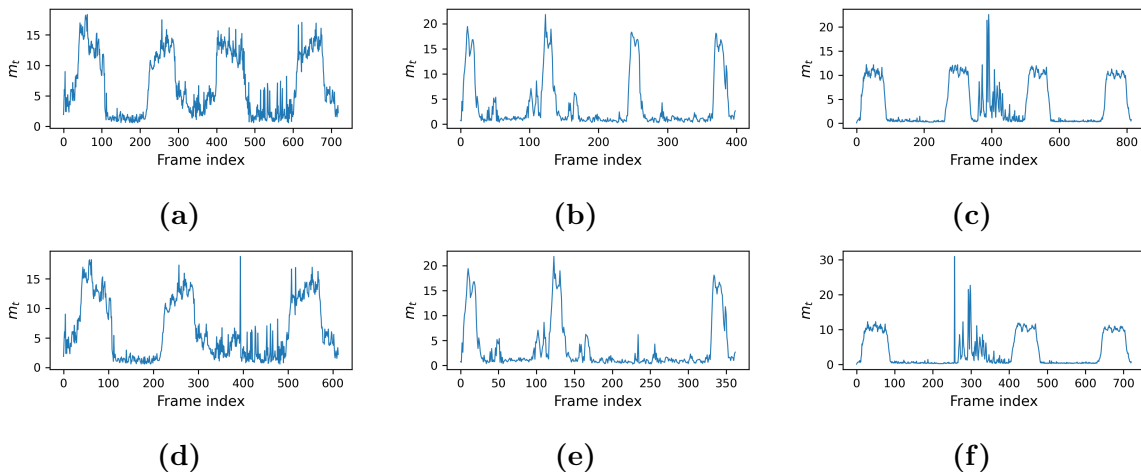 15
10
5
0
m_t
0 100 200 300 400 500 600 700
Frame index
(a)
20
15
10
5
0
m_t
0 100 200 300 400
Frame index
(b)
20
15
10
5
0
m_t
0 200 400 600 800
Frame index
(c)
15
10
5
0
m_t
0 100 200 300 400 500 600
Frame index
(d)
20
15
10
5
0
m_t
0 50 100 150 200 250 300 350
Frame index
(e)
30
20
10
0
m_t
0 100 200 300 400 500 600 700
Frame index
(f)